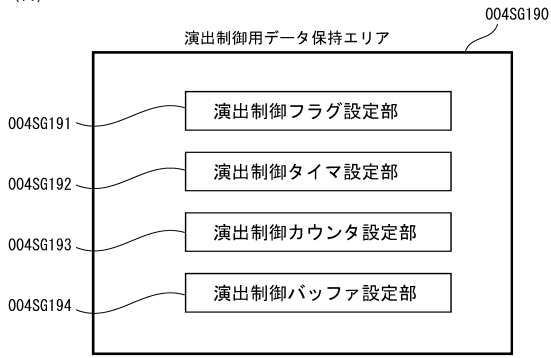 004SG190
演出制御用データ保持エリア
004SG191
演出制御フラグ設定部
004SG192
演出制御タイマ設定部
004SG193
演出制御カウンタ設定部
004SG194
演出制御バッファ設定部